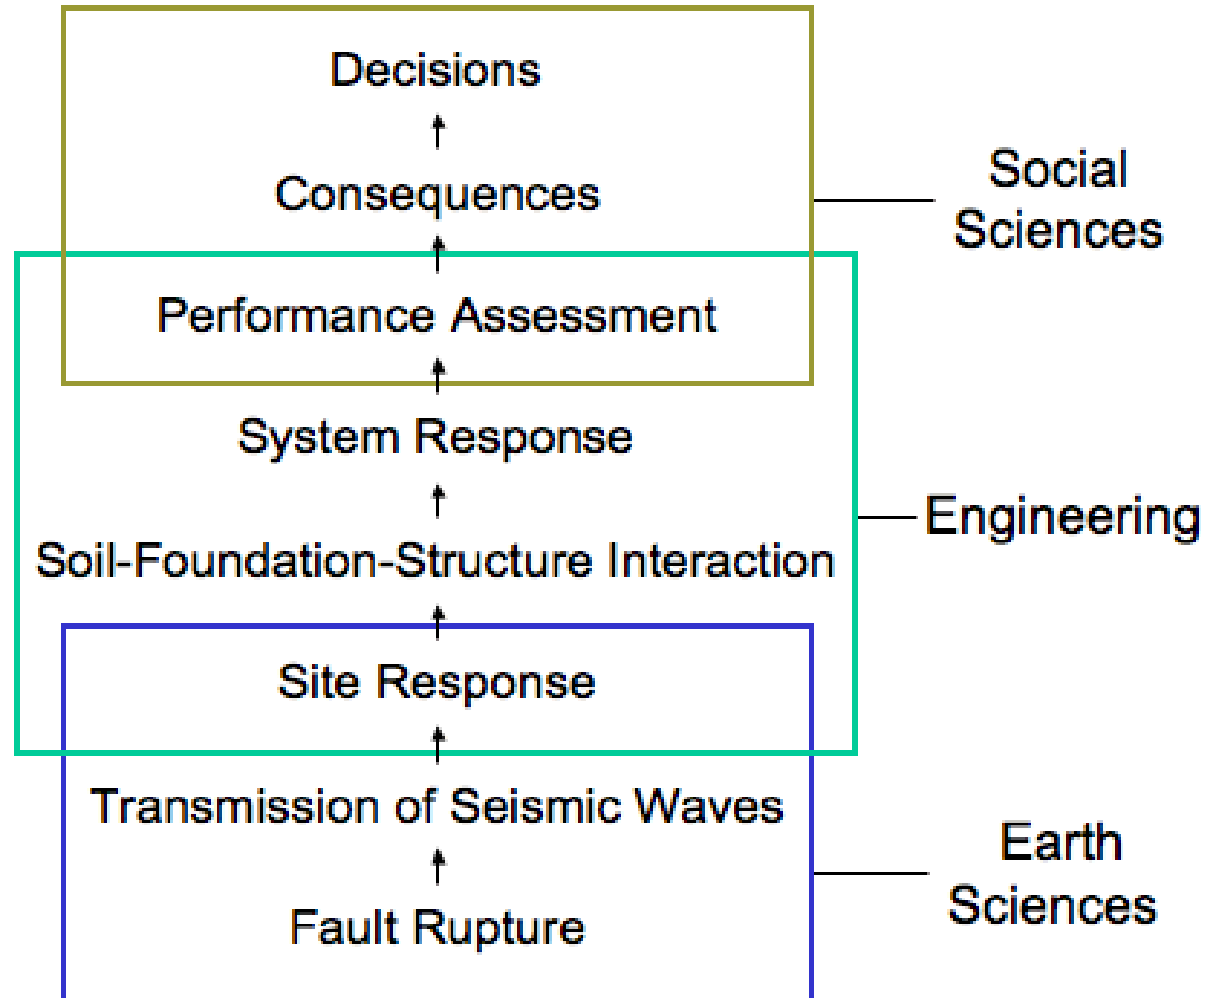 Decisions
Consequences
Social
Sciences
Performance Assessment
System Response
Engineering
Soil-Foundation-Structure Interaction
Site Response
Transmission of Seismic Waves
Earth
Sciences
Fault Rupture